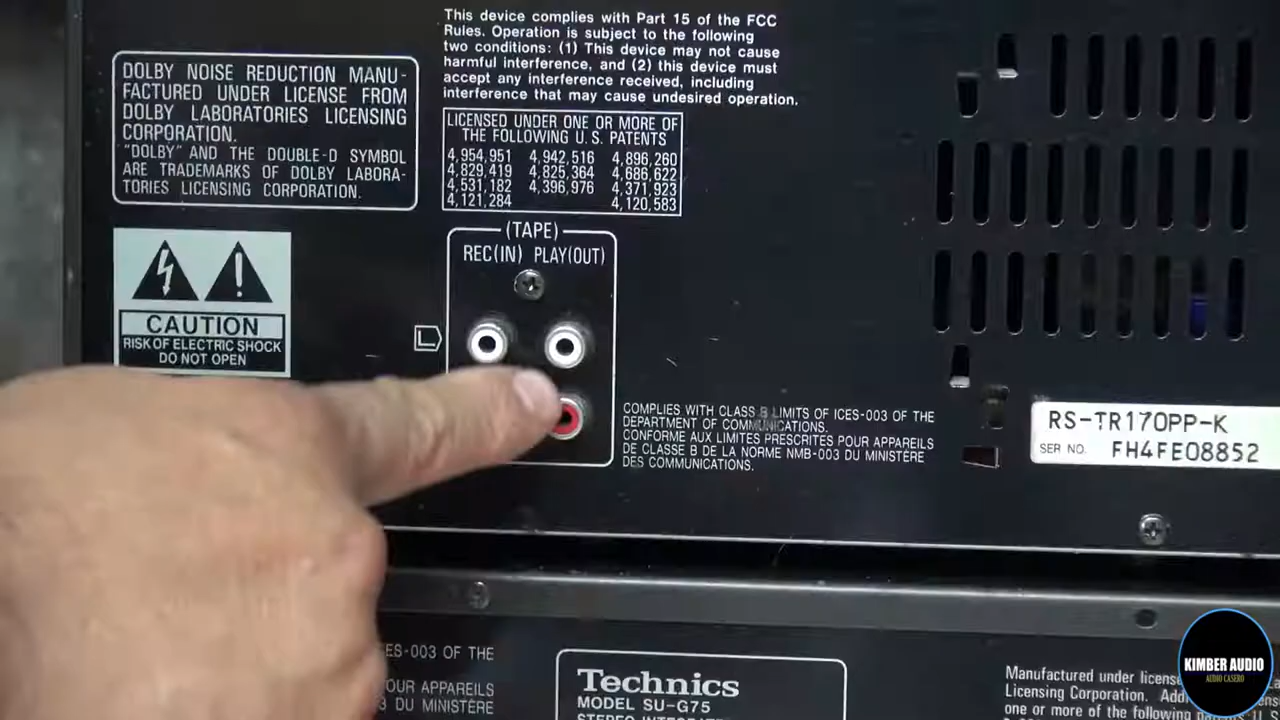 This device complies with Part 15 of the FCC
Rules. Operation is subject to the following
two conditions: (1) This device may not cause
harmful interference, and (2) this device must
accept any interference received, including
interference that may cause undesired operation.
DOLBY NOISE REDUCTION MANU-
FACTURED UNDER LICENSE FROM
DOLBY LABORATORIES LICENSING
CORPORATION.
"DOLBY" AND THE DOUBLE-D SYMBOL
ARE TRADEMARKS OF DOLBY LABORA-
TORIES LICENSING CORPORATION.
LICENSED UNDER ONE OR MORE OF
THE FOLLOWING U.S. PATENTS
4,954,951 4,942,516 4,896,260
4,829,419 4,825,364 4,686,622
4,531,182 4,396,976 4,371,923
4,121,284 4,120,583
(TAPE)
REC(IN) PLAY(OUT)
L
CAUTION
RISK OF ELECTRIC SHOCK
DO NOT OPEN
COMPLIES WITH CLASS B LIMITS OF ICES-003 OF THE
DEPARTMENT OF COMMUNICATIONS.
CONFORME AUX LIMITES PRESCRITES POUR APPAREILS
DE CLASSE B DE LA NORME NMB-003 DU MINISTÈRE
DES COMMUNICATIONS.
RS-TR170PP-K
SER NO. FH4FE08852
ES-003 OF THE
OUR APPAREILS
DU MINISTÈRE
Technics
MODEL SU-G75
Manufactured under license
Licensing Corporation.
one or more of the following
KIMBER AUDIO
AUDIO CASERO